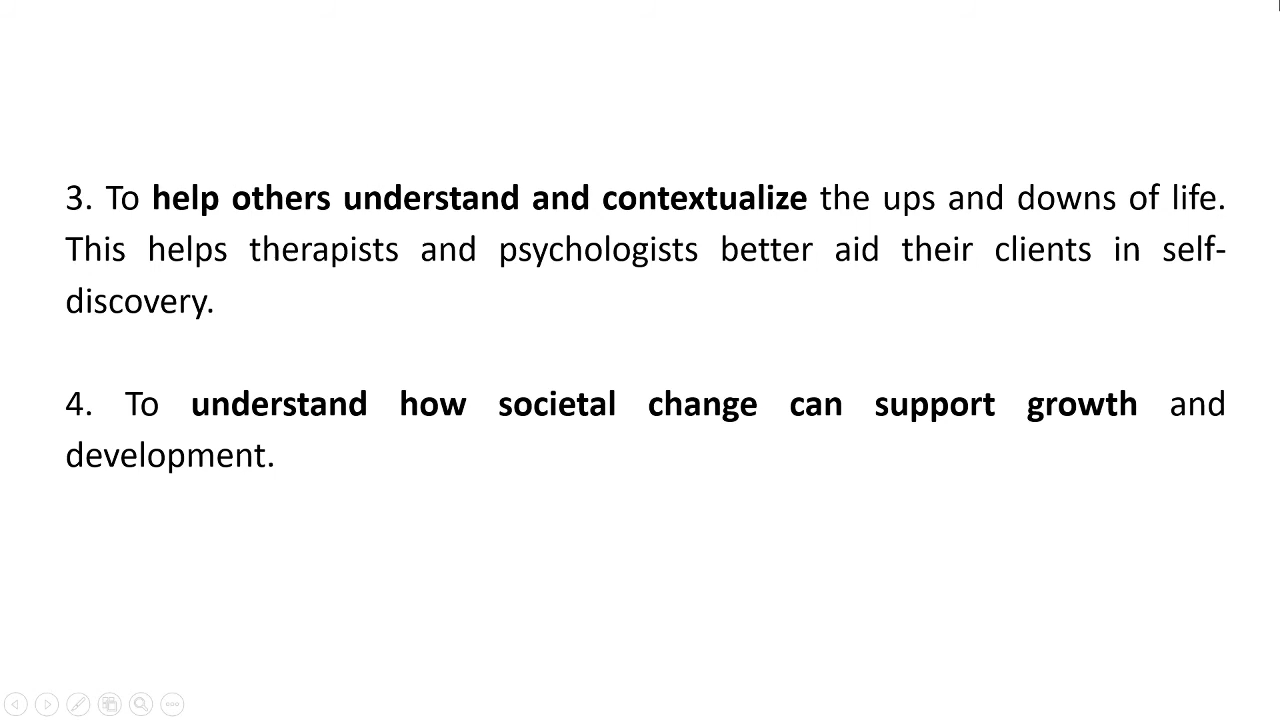 3. To help others understand and contextualize the ups and downs of life.
This helps therapists and psychologists better aid their clients in self-
discovery.
4. To understand how societal change can support growth and
development.